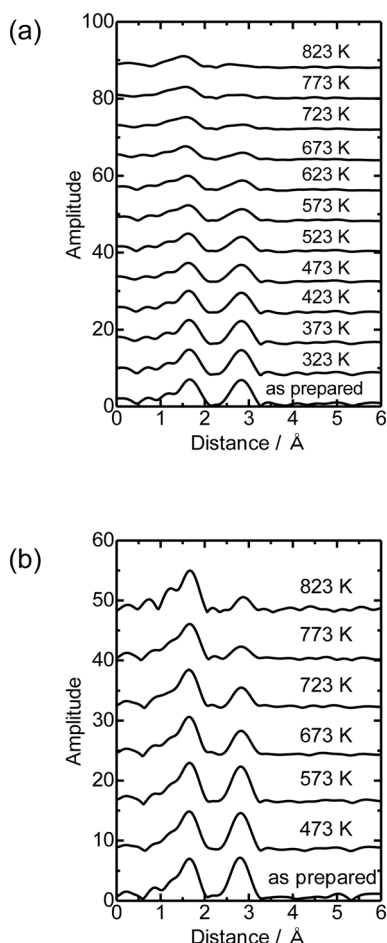 (a)
100
80
60
40
20
0
Amplitude
823 K
773 K
723 K
673 K
623 K
573 K
523 K
473 K
423 K
373 K
323 K
as prepared
0 1 2 3 4 5 6
Distance / Å
(b)
60
50
40
30
20
10
0
Amplitude
823 K
773 K
723 K
673 K
573 K
473 K
as prepared
0 1 2 3 4 5 6
Distance / Å